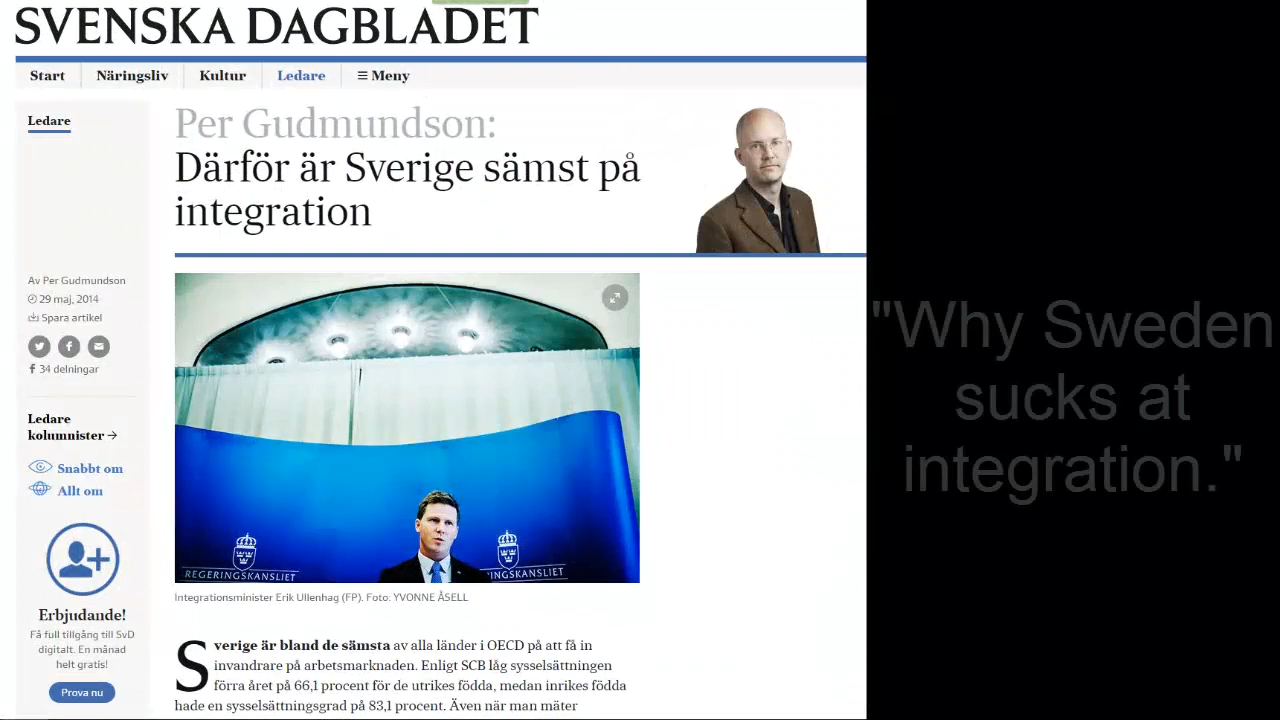 SVENSKA DAGBLADET
Start
Näringsliv
Kultur
Ledare
Meny
Ledare
Per Gudmundson:
Därför är Sverige sämst på
integration
Av Per Gudmundson
29 maj, 2014
Spara artikel
34 delningar
Ledare
kolumnister →
Snabbt om
Allt om
Erbjudande!
Få full tillgång till SvD
digitalt. En månad
helt gratis!
Prova nu
REGERINGSKANSLIET
NGSKANSLIET
Integrationsminister Erik Ullenhag (FP). Foto: YVONNE ÅSELL
Sverige är bland de sämsta av alla länder i OECD på att få in
invandrare på arbetsmarknaden. Enligt SCB låg sysselsättningen
förra året på 66,1 procent för de utrikes födda, medan inrikes födda
hade en sysselsättningsgrad på 83,1 procent. Även när man mäter
"Why Sweden
sucks at
integration."